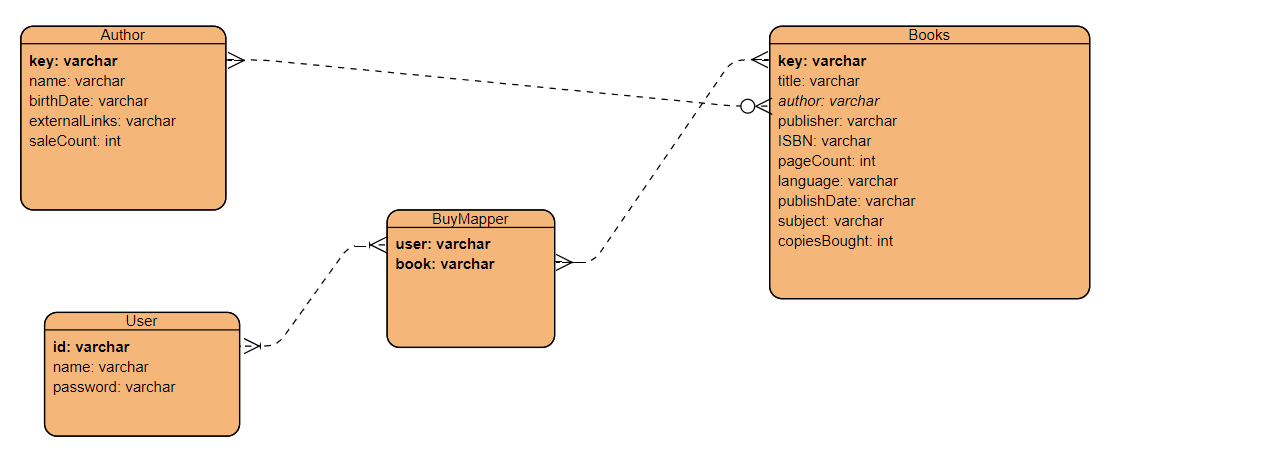 Author
key: varchar
name: varchar
birthDate: varchar
externalLinks: varchar
saleCount: int
Books
key: varchar
title: varchar
author: varchar
publisher: varchar
ISBN: varchar
pageCount: int
language: varchar
publishDate: varchar
subject: varchar
copiesBought: int
BuyMapper
user: varchar
book: varchar
User
id: varchar
name: varchar
password: varchar